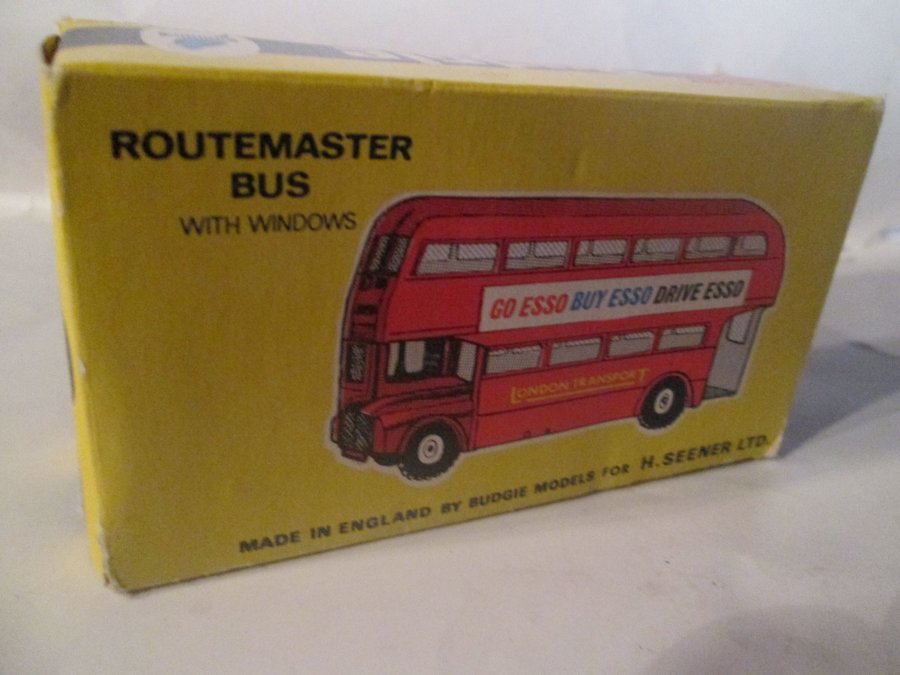 ROUTEMASTER
BUS
WITH WINDOWS
GO ESSO BUY ESSO DRIVE ESSO
LONDON TRANSPORT
MADE IN ENGLAND BY BUDGIE MODELS FOR H. SEENER LTD.